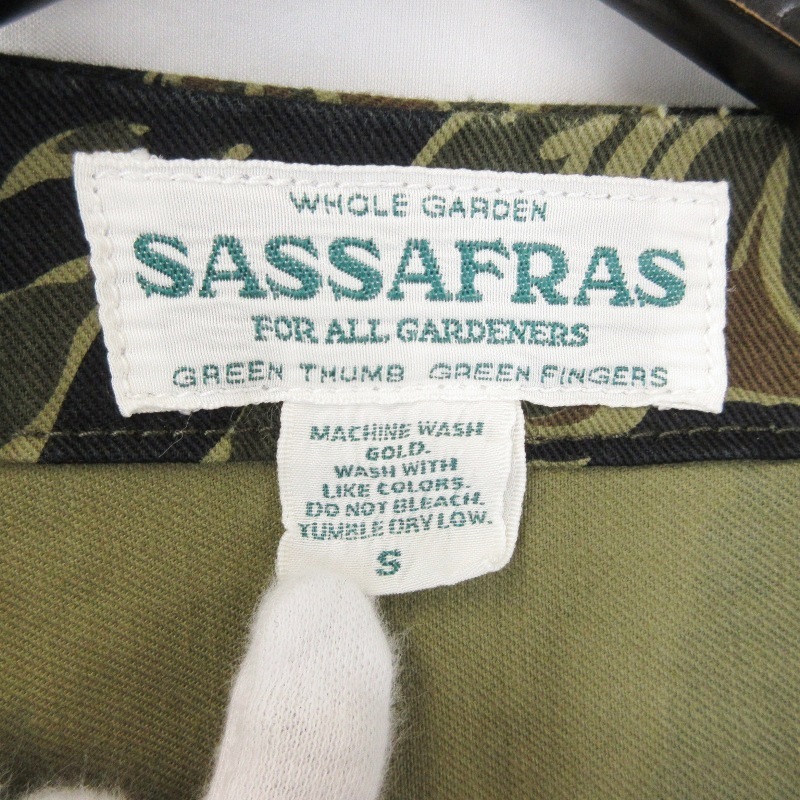 WHOLE GARDEN
SASSAFRAS
FOR ALL GARDENERS
GREEN THUMB GREEN FINGERS
MACHINE WASH
GOLD.
WASH WITH
LIKE COLORS.
DO NOT BLEACH.
TUMBLE DRY LOW.
S